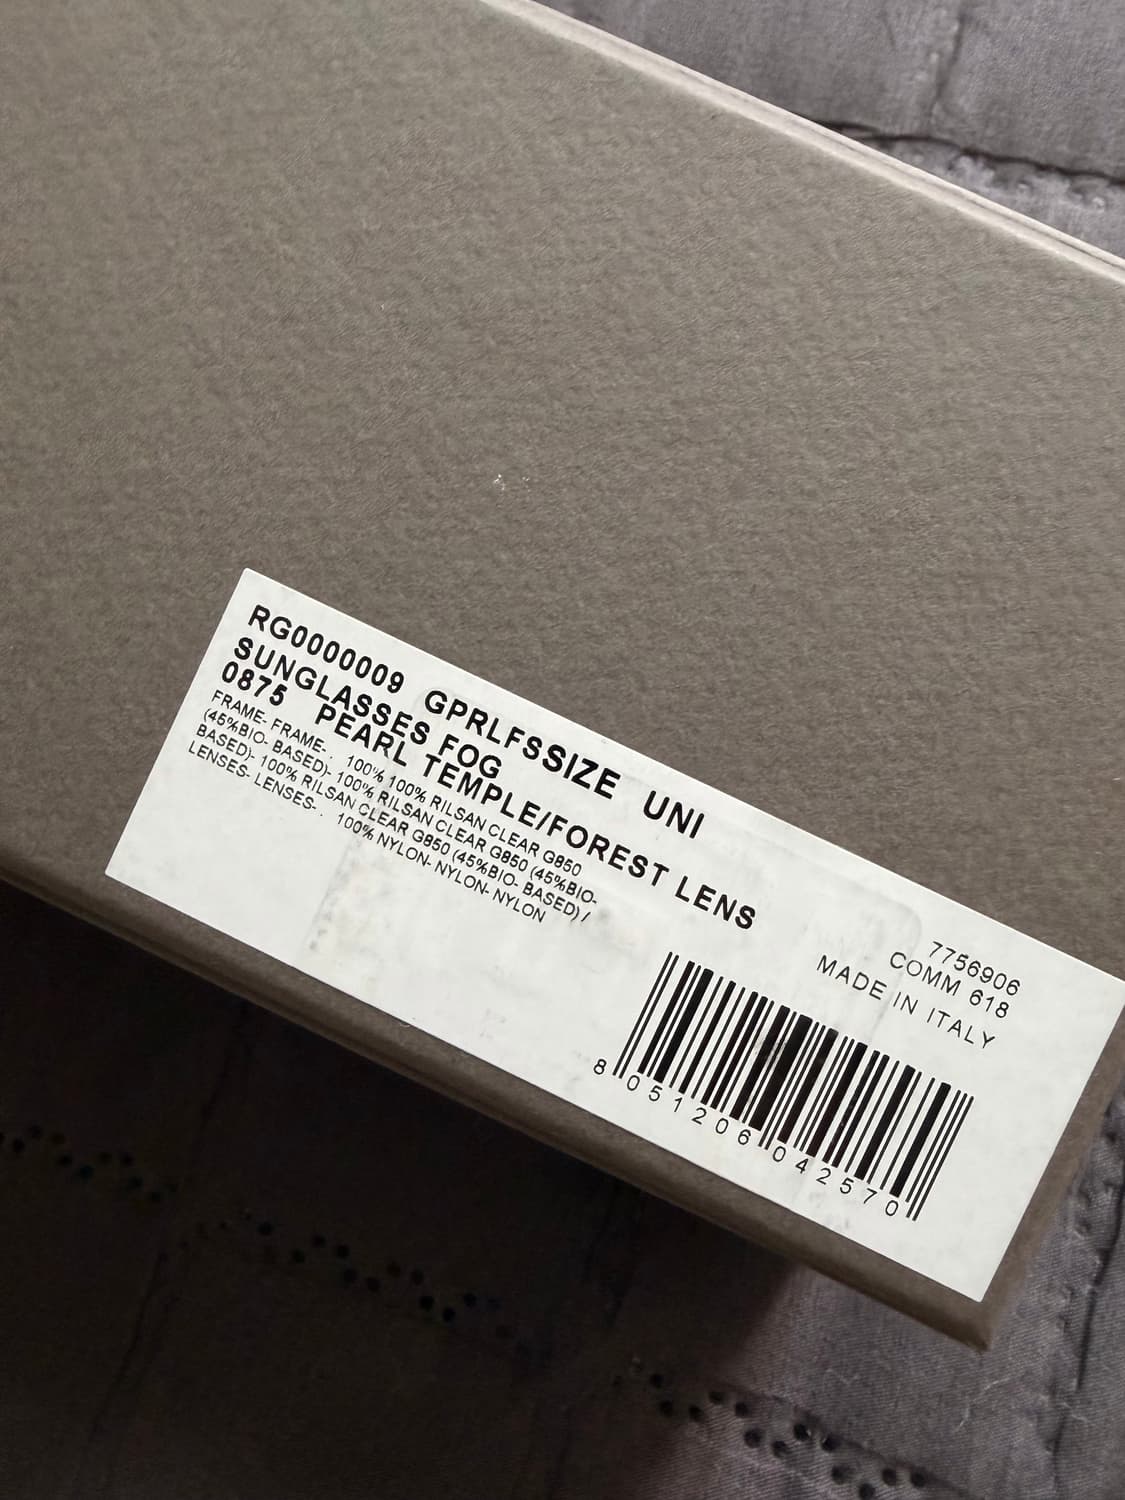 RG0000009 GPRLFSSIZE UNI
SUNGLASSES FOG
0875 PEARL TEMPLE/FOREST LENS
FRAME- FRAME- . 100% 100% RILSAN CLEAR G850
(45%BIO- BASED)- 100% RILSAN CLEAR G850 (45%BIO-
BASED)- 100% RILSAN CLEAR G850 (45%BIO- BASED) /
LENSES- LENSES- . 100% NYLON- NYLON- NYLON
7756906
COMM 618
MADE IN ITALY
8 051206 042570